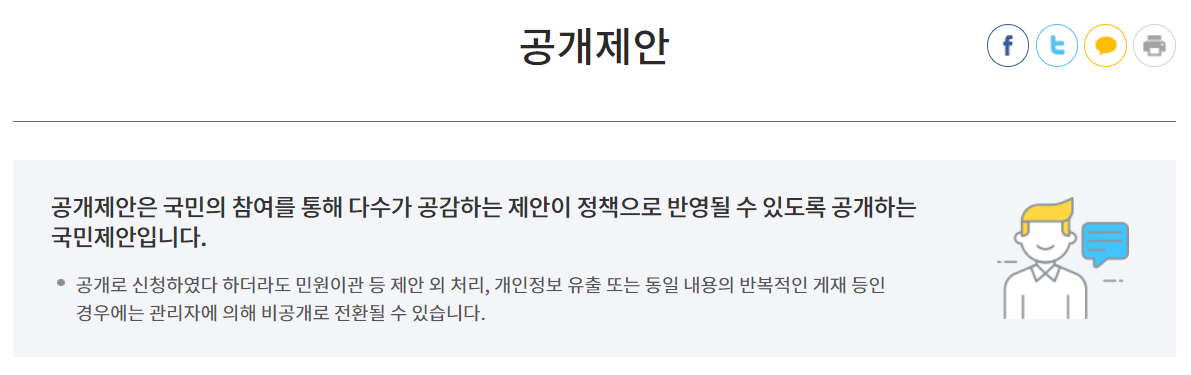 공개제안
공개제안은 국민의 참여를 통해 다수가 공감하는 제안이 정책으로 반영될 수 있도록 공개하는
국민제안입니다.
공개로 신청하였다 하더라도 민원이관 등 제안 외 처리, 개인정보 유출 또는 동일 내용의 반복적인 게재 등인
경우에는 관리자에 의해 비공개로 전환될 수 있습니다.